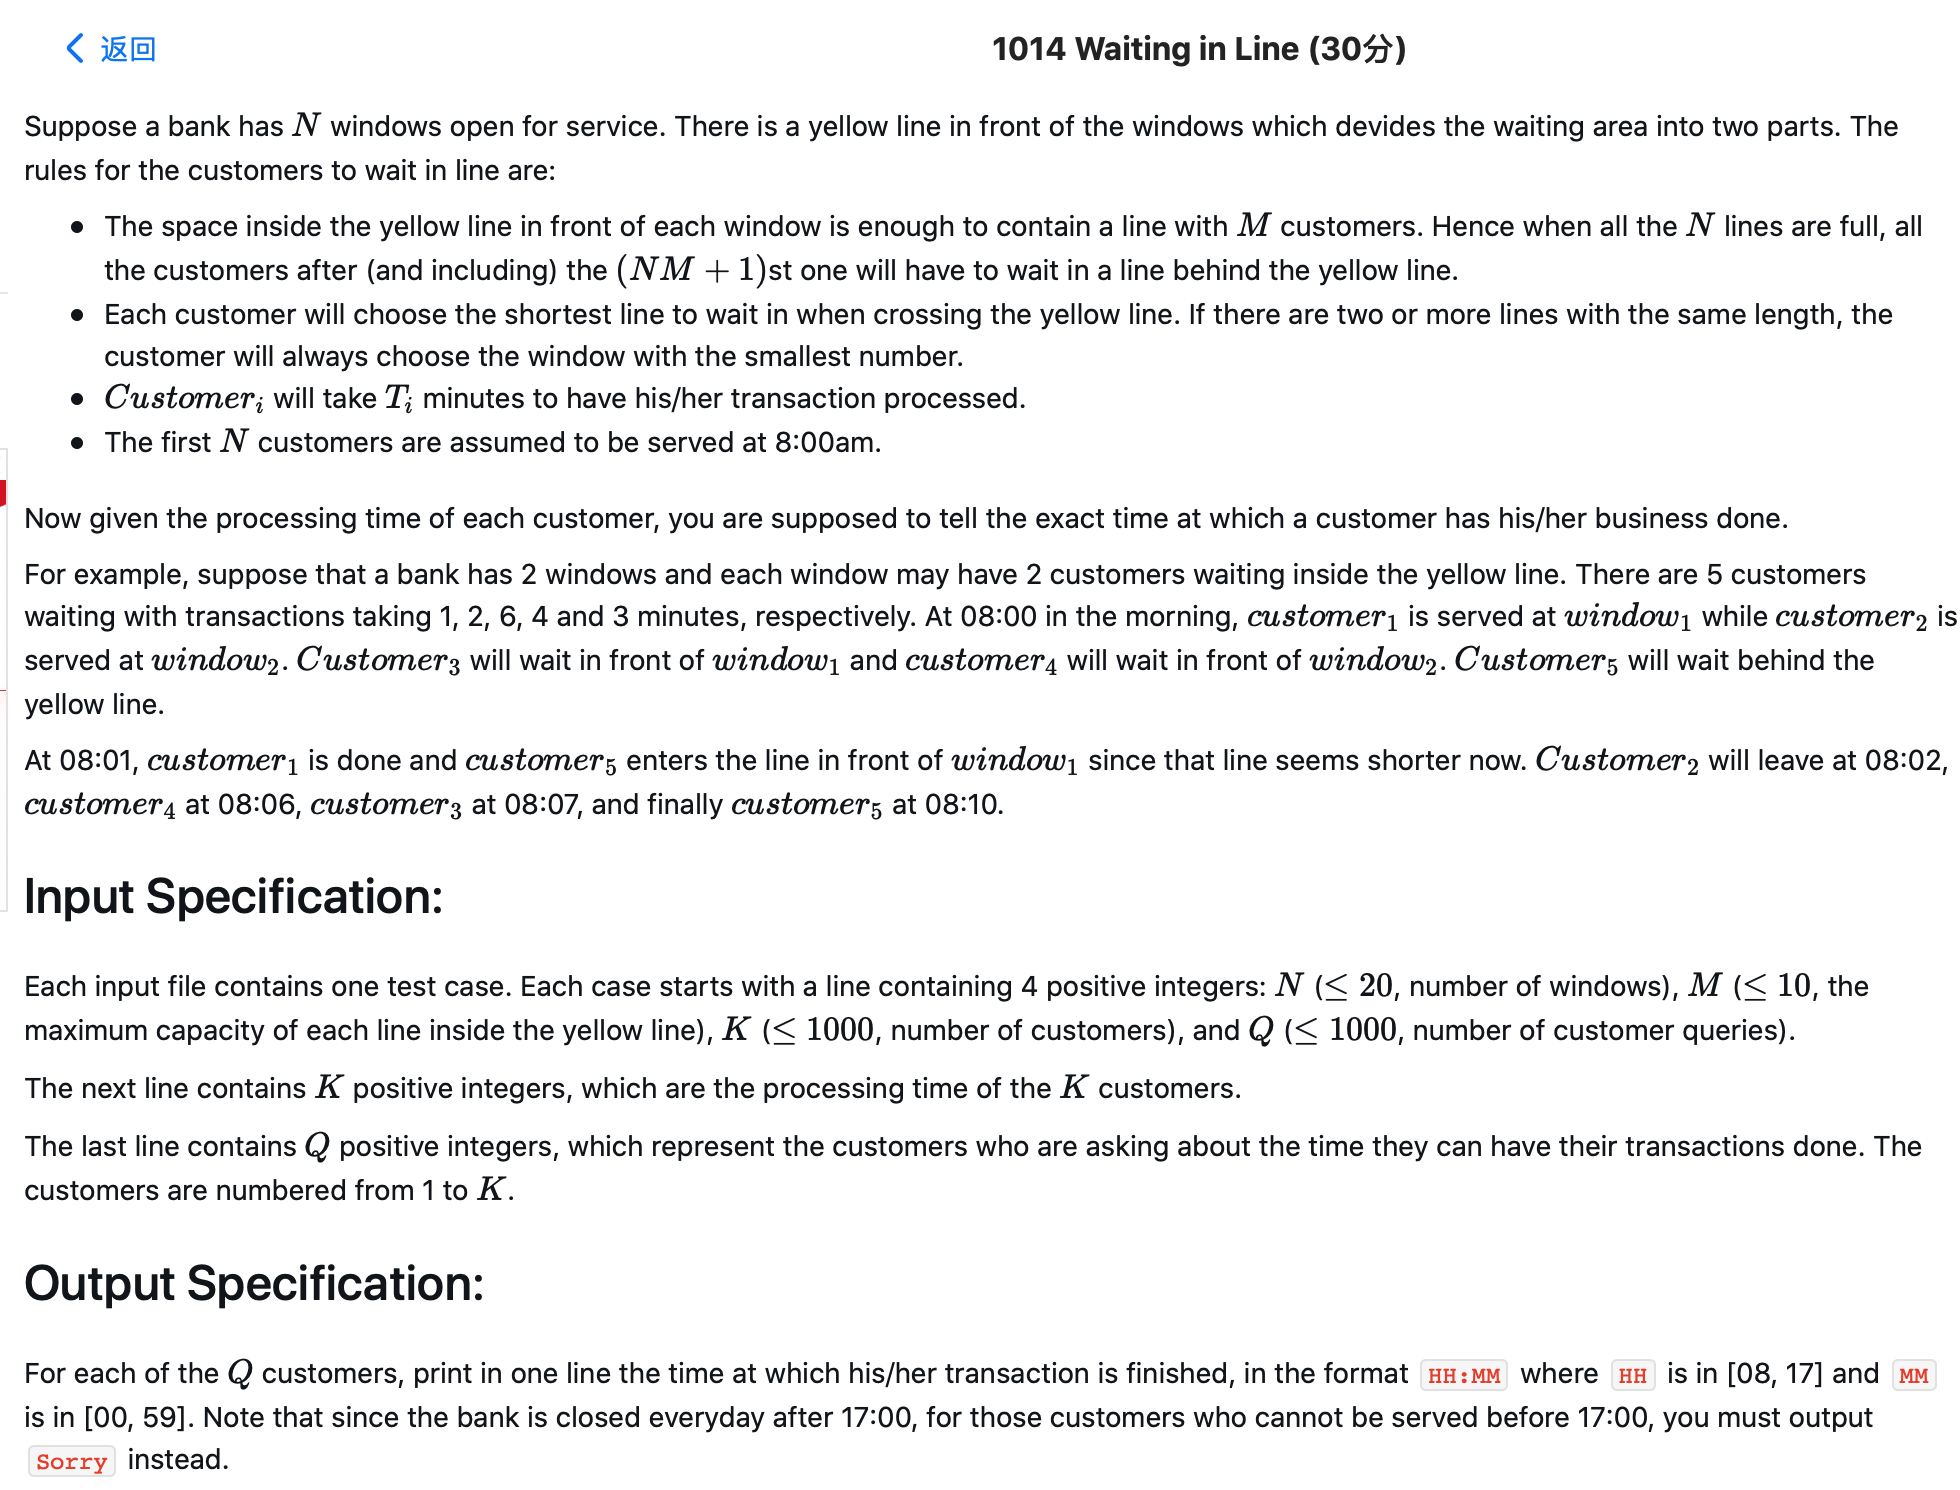 返回
1014 Waiting in Line (30分)
Suppose a bank has N windows open for service. There is a yellow line in front of the windows which devides the waiting area into two parts. The
rules for the customers to wait in line are:
• The space inside the yellow line in front of each window is enough to contain a line with M customers. Hence when all the N lines are full, all
the customers after (and including) the (NM + 1)st one will have to wait in a line behind the yellow line.
• Each customer will choose the shortest line to wait in when crossing the yellow line. If there are two or more lines with the same length, the
customer will always choose the window with the smallest number.
• Customerᵢ will take Tᵢ minutes to have his/her transaction processed.
• The first N customers are assumed to be served at 8:00am.
Now given the processing time of each customer, you are supposed to tell the exact time at which a customer has his/her business done.
For example, suppose that a bank has 2 windows and each window may have 2 customers waiting inside the yellow line. There are 5 customers
waiting with transactions taking 1, 2, 6, 4 and 3 minutes, respectively. At 08:00 in the morning, customer₁ is served at window₁ while customer₂ is
served at window₂. Customer₃ will wait in front of window₁ and customer₄ will wait in front of window₂. Customer₅ will wait behind the
yellow line.
At 08:01, customer₁ is done and customer₅ enters the line in front of window₁ since that line seems shorter now. Customer₂ will leave at 08:02,
customer₄ at 08:06, customer₃ at 08:07, and finally customer₅ at 08:10.
Input Specification:
Each input file contains one test case. Each case starts with a line containing 4 positive integers: N (≤ 20, number of windows), M (≤ 10, the
maximum capacity of each line inside the yellow line), K (≤ 1000, number of customers), and Q (≤ 1000, number of customer queries).
The next line contains K positive integers, which are the processing time of the K customers.
The last line contains Q positive integers, which represent the customers who are asking about the time they can have their transactions done. The
customers are numbered from 1 to K.
Output Specification:
For each of the Q customers, print in one line the time at which his/her transaction is finished, in the format HH:MM where HH is in [08, 17] and MM
is in [00, 59]. Note that since the bank is closed everyday after 17:00, for those customers who cannot be served before 17:00, you must output
Sorry instead.